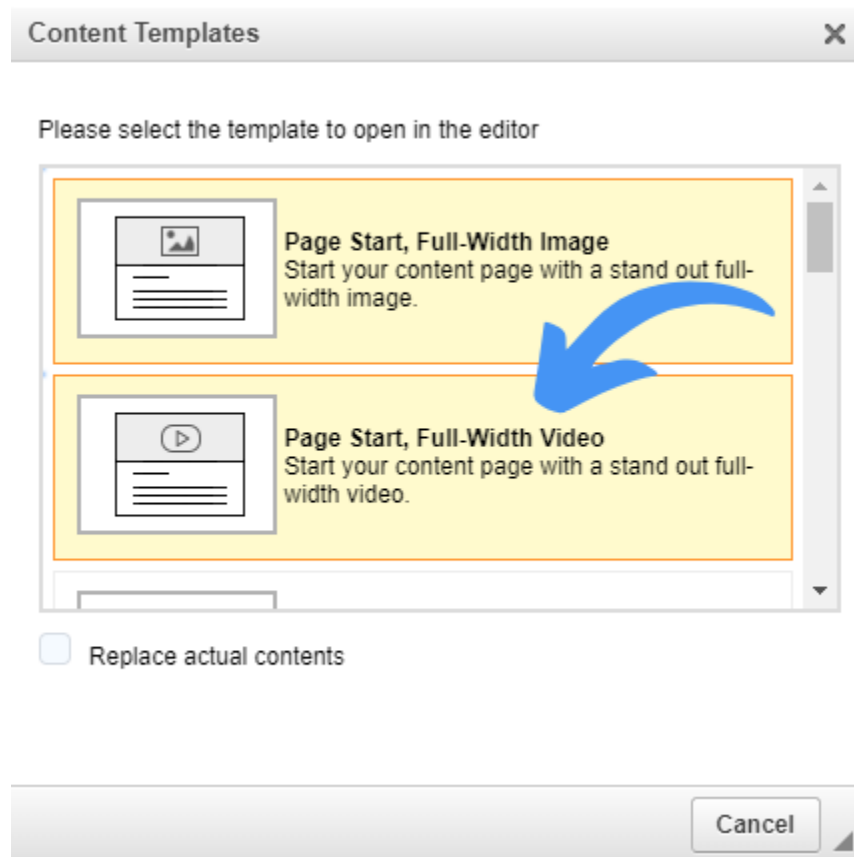 Content Templates
Please select the template to open in the editor
Page Start, Full-Width Image
Start your content page with a stand out full-
width image.
Page Start, Full-Width Video
Start your content page with a stand out full-
width video.
Replace actual contents
Cancel